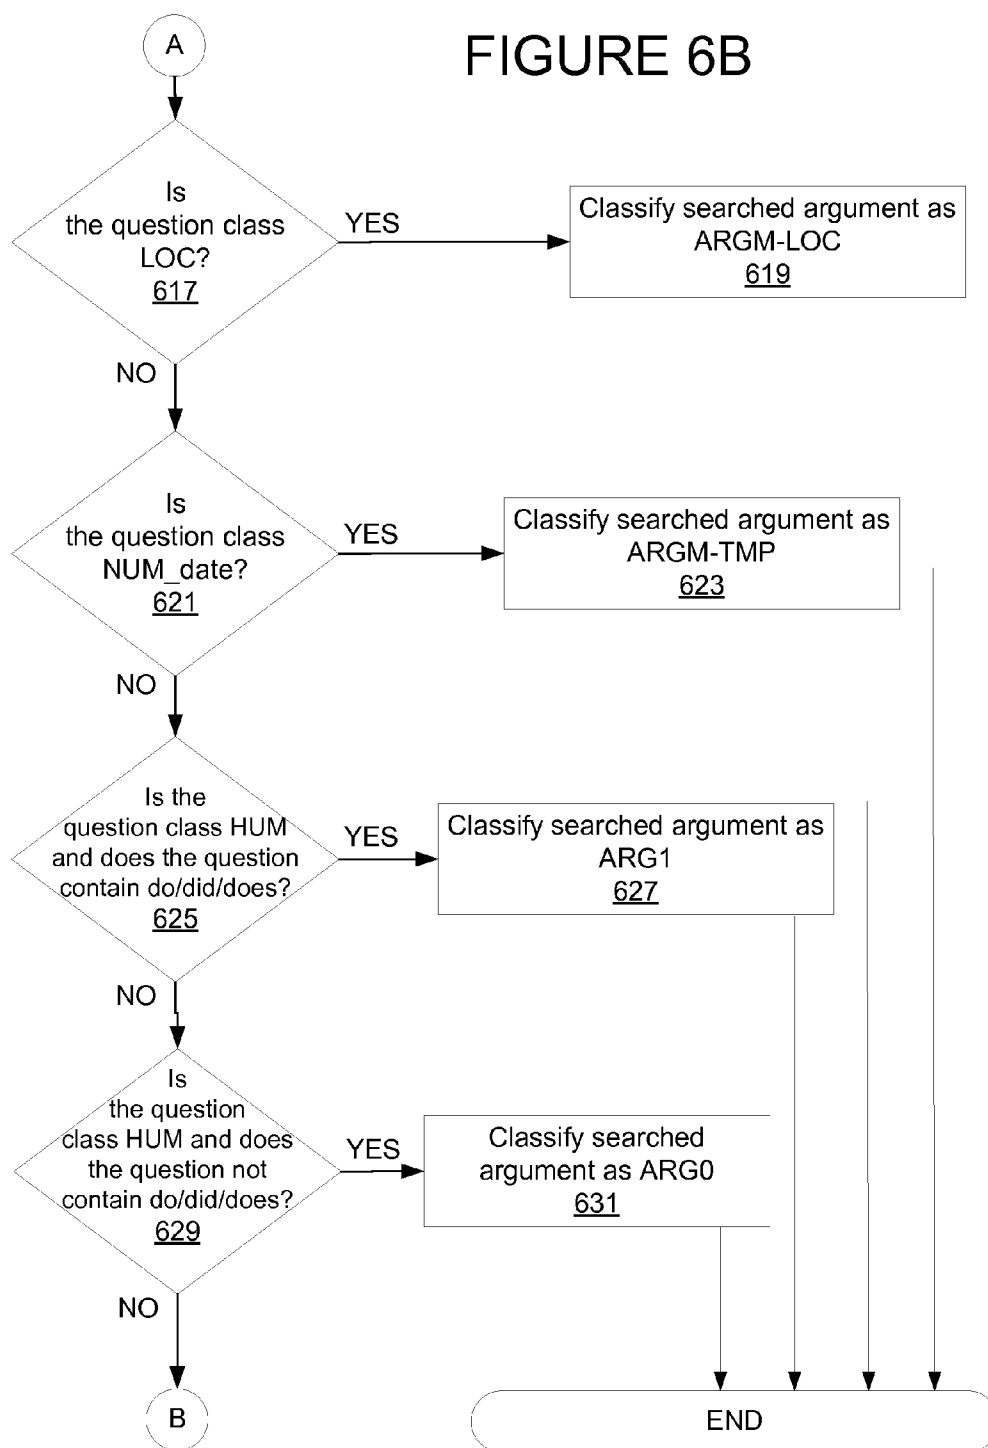 A
FIGURE 6B
Is
the question class
LOC?
617
YES
Classify searched argument as
ARGM-LOC
619
NO
Is
the question class
NUM_date?
621
YES
Classify searched argument as
ARGM-TMP
623
NO
Is the
question class HUM
and does the question
contain do/did/does?
625
YES
Classify searched argument as
ARG1
627
NO
Is
the question
class HUM and does
the question not
contain do/did/does?
629
YES
Classify searched
argument as ARG0
631
NO
B
END